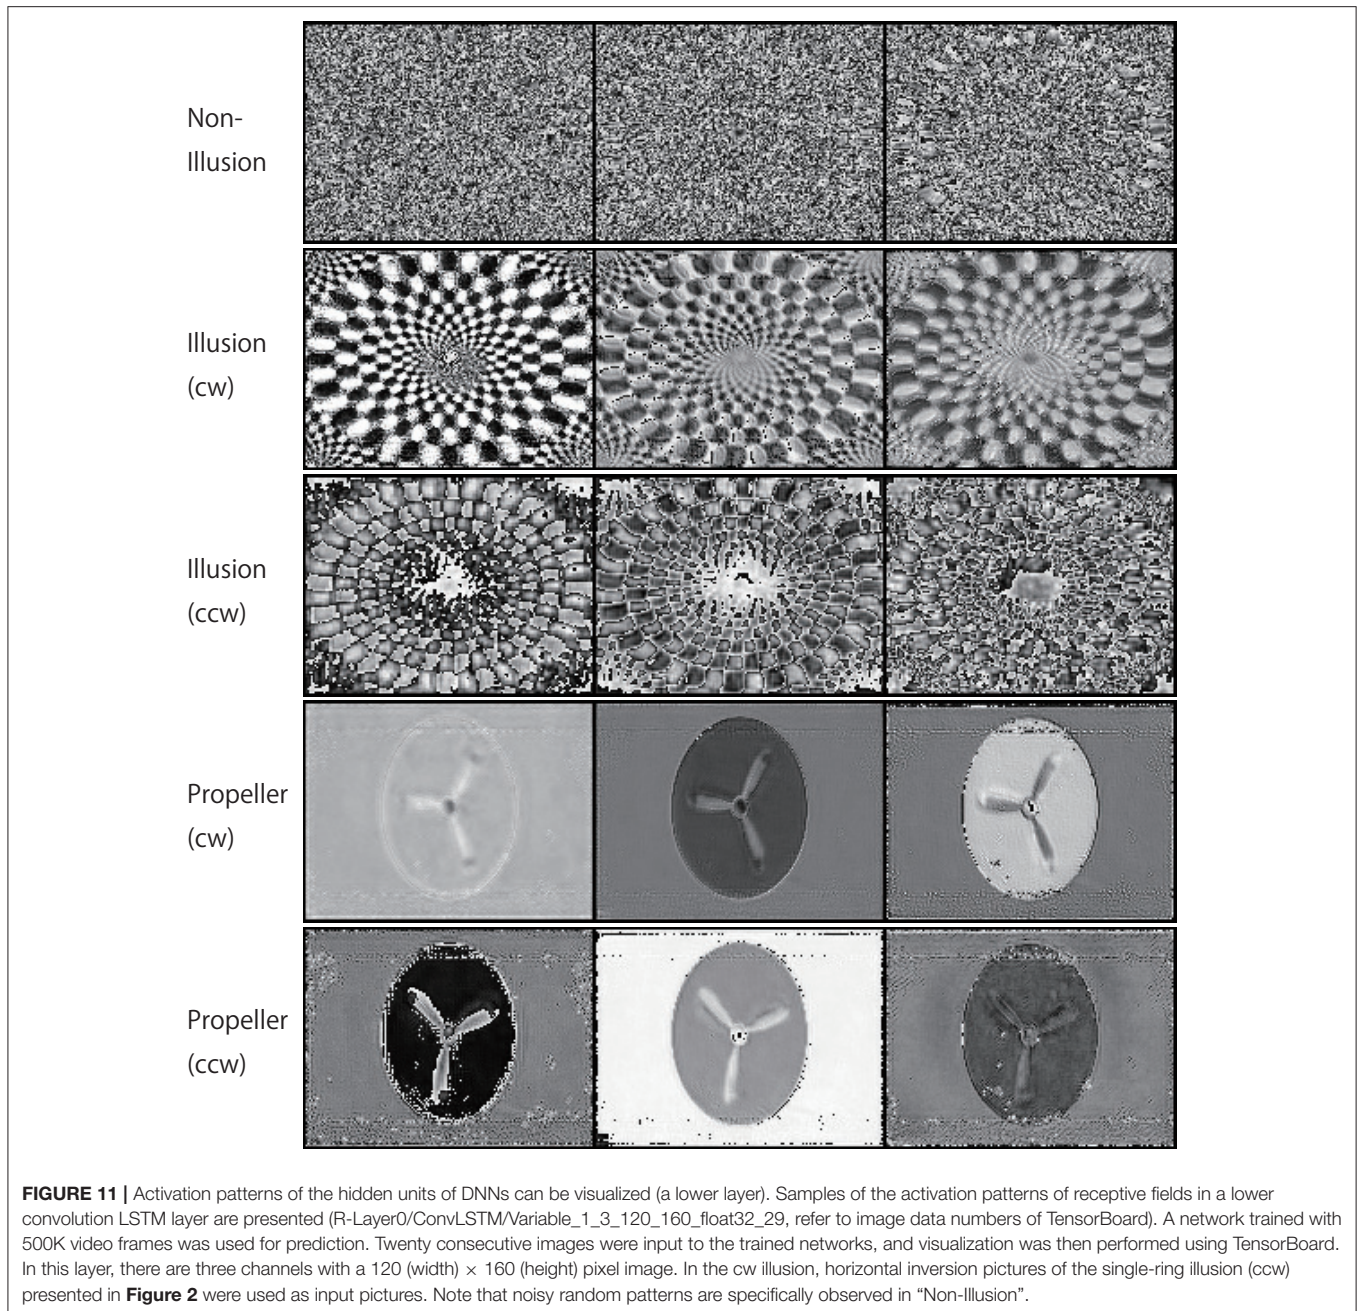 Non-
Illusion
Illusion
(cw)
Illusion
(ccw)
Propeller
(cw)
Propeller
(ccw)
FIGURE 11 | Activation patterns of the hidden units of DNNs can be visualized (a lower layer). Samples of the activation patterns of receptive fields in a lower
convolution LSTM layer are presented (R-Layer0/ConvLSTM/Variable_1_3_120_160_float32_29, refer to image data numbers of TensorBoard). A network trained with
500K video frames was used for prediction. Twenty consecutive images were input to the trained networks, and visualization was then performed using TensorBoard.
In this layer, there are three channels with a 120 (width) × 160 (height) pixel image. In the cw illusion, horizontal inversion pictures of the single-ring illusion (ccw)
presented in Figure 2 were used as input pictures. Note that noisy random patterns are specifically observed in “Non-Illusion”.